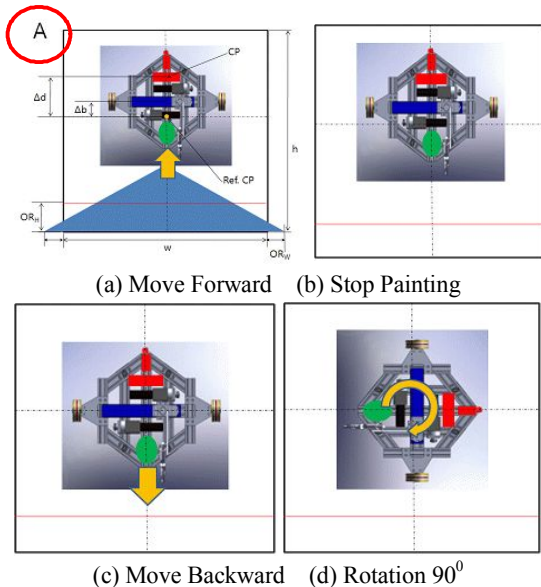 A
CP
Δd
Δb
h
Ref. CP
OR_H
w
OR_W
(a) Move Forward (b) Stop Painting
(c) Move Backward (d) Rotation 90⁰